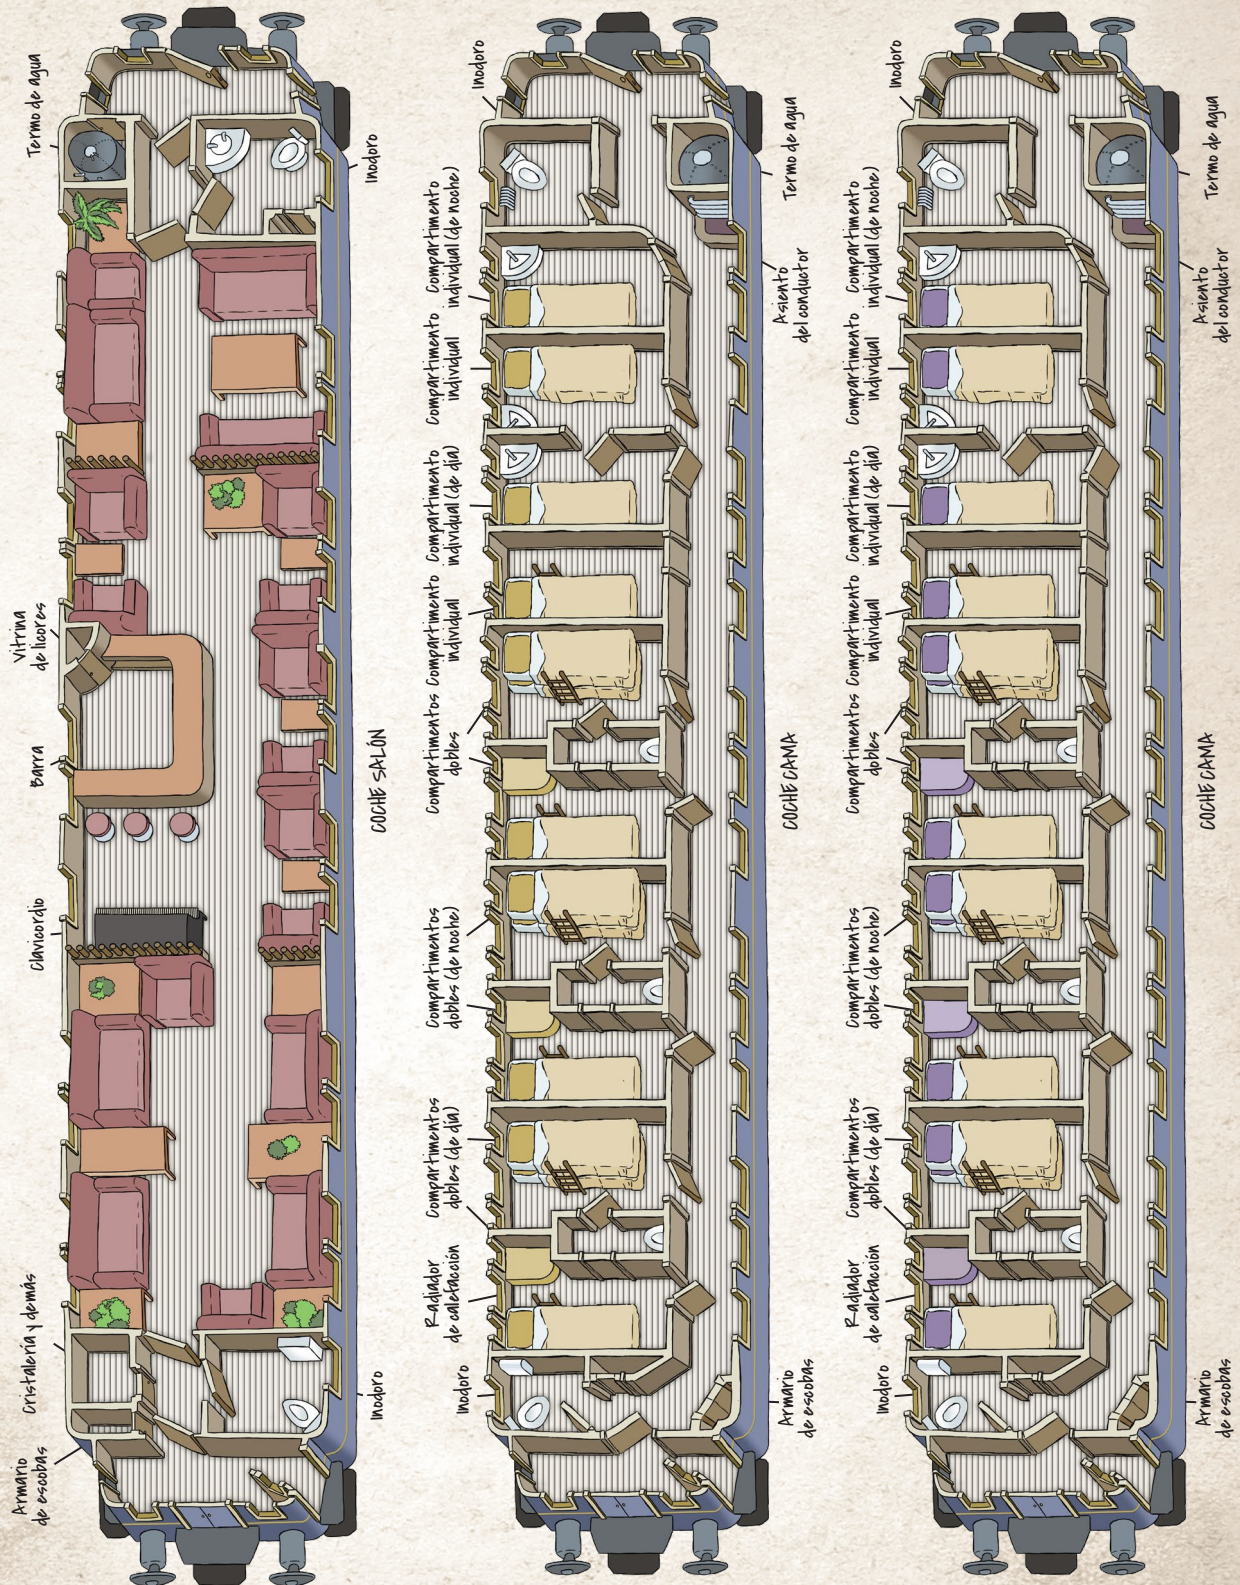 Armario
de escobas
Cristalería y demás
Clavicordio
Barra
Vitrina
de licores
Termo de agua
Inodoro
Inodoro
COCHE SALÓN
Inodoro
Radiador
de calefacción
Compartimentos
dobles (de día)
Compartimentos
dobles (de noche)
Compartimentos
dobles
Compartimento
individual
Compartimento
individual (de día)
Compartimento
individual
Compartimento
individual (de noche)
Inodoro
Armario
de escobas
Asiento
del conductor
Termo de agua
COCHE CAMA
Inodoro
Radiador
de calefacción
Compartimentos
dobles (de día)
Compartimentos
dobles (de noche)
Compartimentos
dobles
Compartimento
individual
Compartimento
individual (de día)
Compartimento
individual
Compartimento
individual (de noche)
Inodoro
Armario
de escobas
Asiento
del conductor
Termo de agua
COCHE CAMA